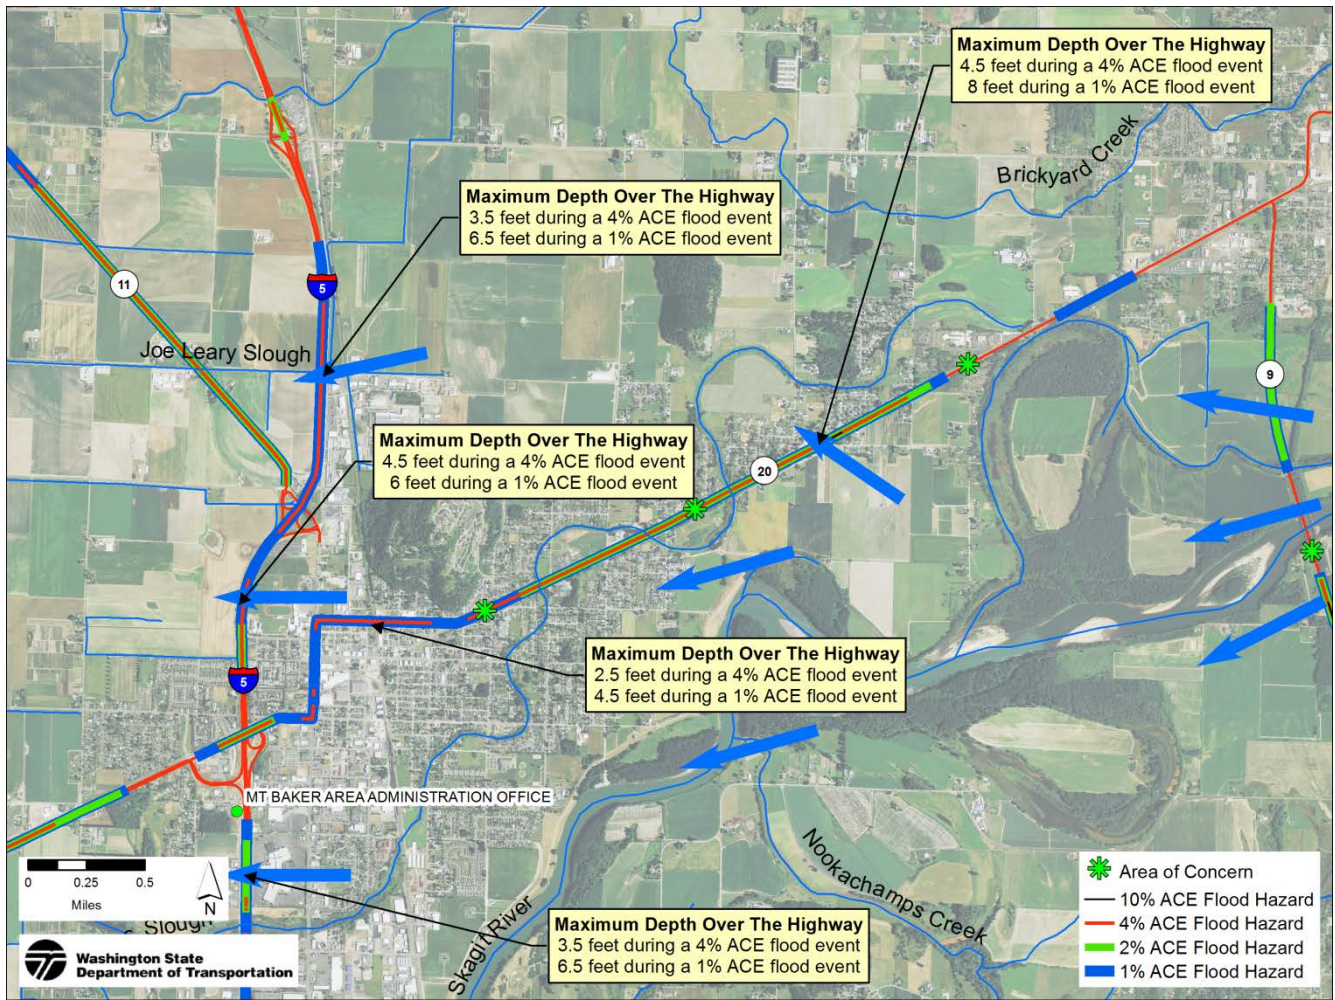 Maximum Depth Over The Highway
4.5 feet during a 4% ACE flood event
8 feet during a 1% ACE flood event
Brickyard Creek
Maximum Depth Over The Highway
3.5 feet during a 4% ACE flood event
6.5 feet during a 1% ACE flood event
11
5
Joe Leary Slough
9
Maximum Depth Over The Highway
4.5 feet during a 4% ACE flood event
6 feet during a 1% ACE flood event
20
Maximum Depth Over The Highway
2.5 feet during a 4% ACE flood event
4.5 feet during a 1% ACE flood event
5
MT BAKER AREA ADMINISTRATION OFFICE
Nookachamps Creek
Skagit River
0 0.25 0.5
Miles
N
Slough
Maximum Depth Over The Highway
3.5 feet during a 4% ACE flood event
6.5 feet during a 1% ACE flood event
Area of Concern
10% ACE Flood Hazard
4% ACE Flood Hazard
2% ACE Flood Hazard
1% ACE Flood Hazard
Washington State
Department of Transportation